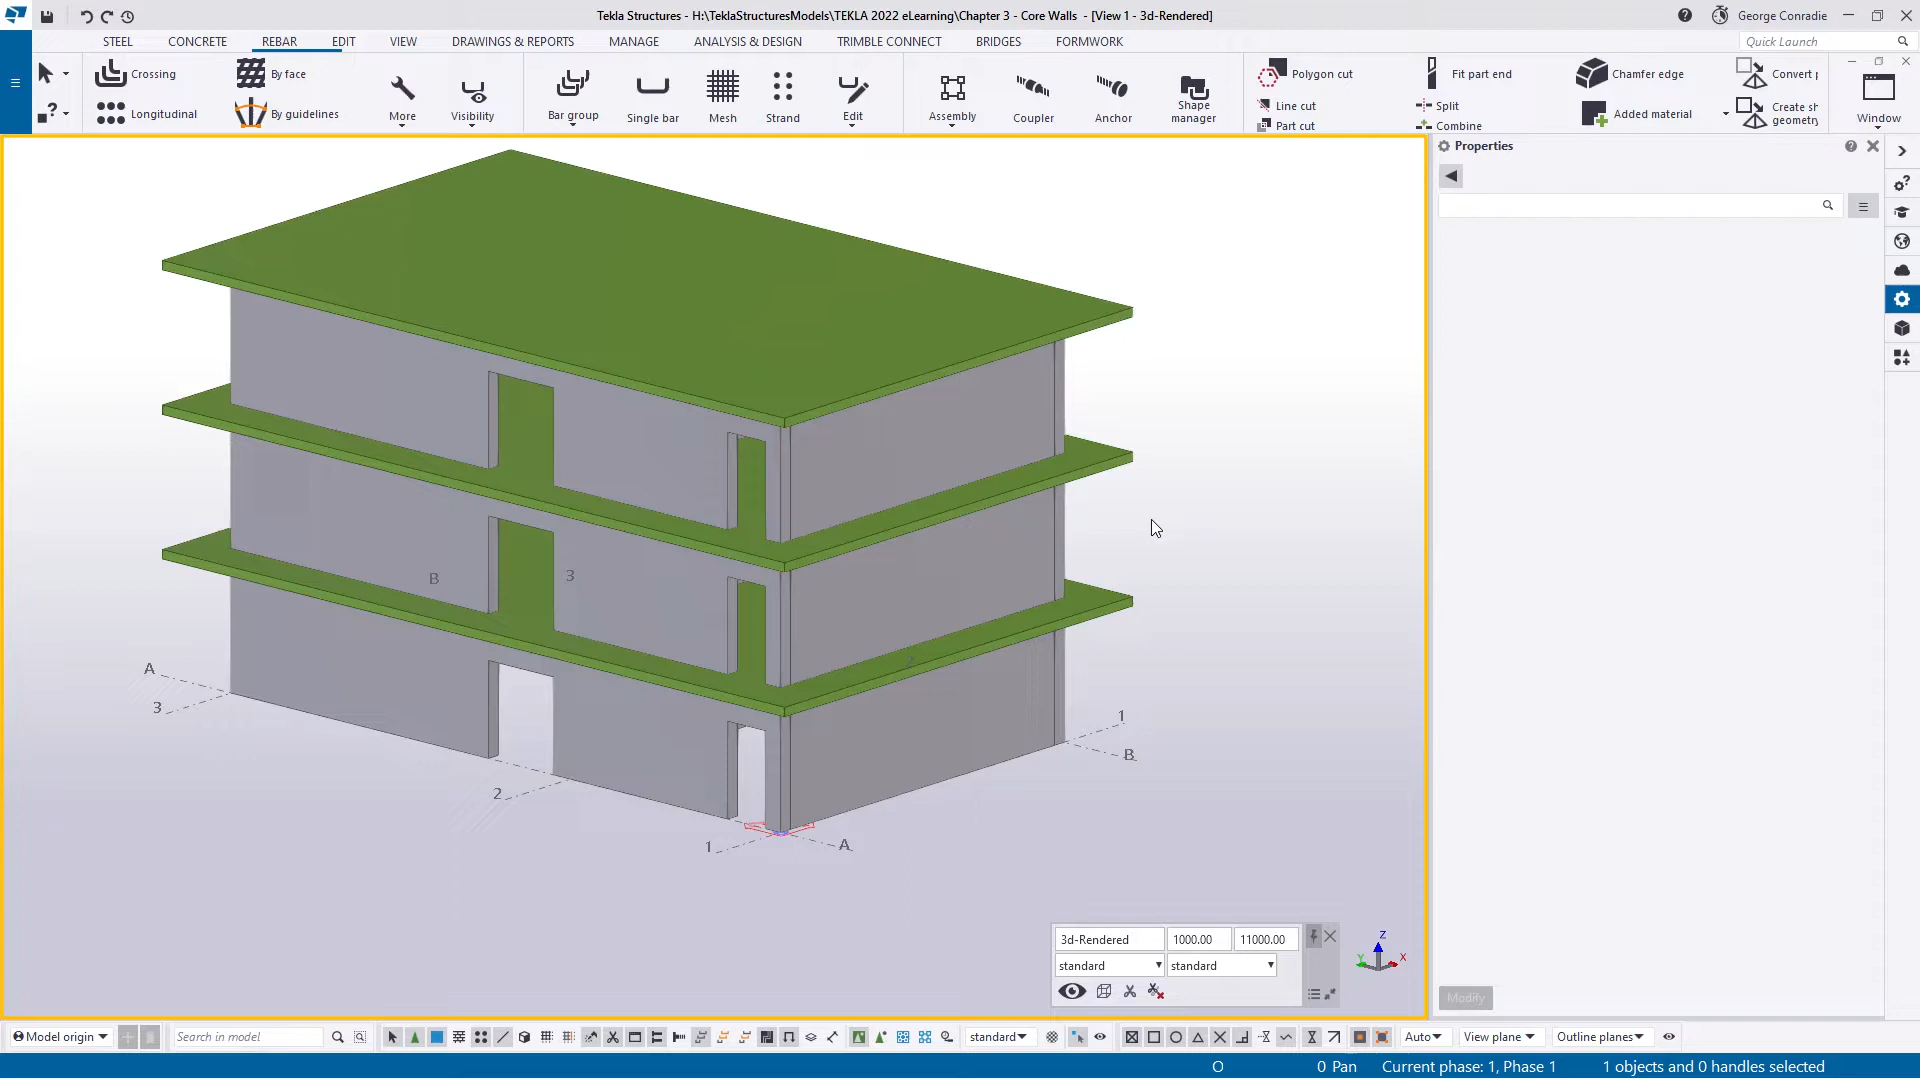 Tekla Structures - H:\TeklaStructuresModels\TEKLA 2022 eLearning\Chapter 3 - Core Walls - [View 1 - 3d-Rendered]
George Conradie
STEEL CONCRETE REBAR EDIT VIEW DRAWINGS & REPORTS MANAGE ANALYSIS & DESIGN TRIMBLE CONNECT BRIDGES FORMWORK
Quick Launch
Crossing
Longitudinal
By face
By guidelines
More
Visibility
Bar group
Single bar
Mesh
Strand
Edit
Assembly
Coupler
Anchor
Shape
manager
Polygon cut
Line cut
Part cut
Fit part end
Split
Combine
Chamfer edge
Added material
Convert p
Create sh
geometry
Window
Properties
B
3
2
A
3
1
B
2
1
A
3d-Rendered 1000.00 11000.00
standard standard
Z
Y
X
Modify
Model origin
Search in model
standard
Auto
View plane
Outline planes
O
0 Pan
Current phase: 1, Phase 1
1 objects and 0 handles selected